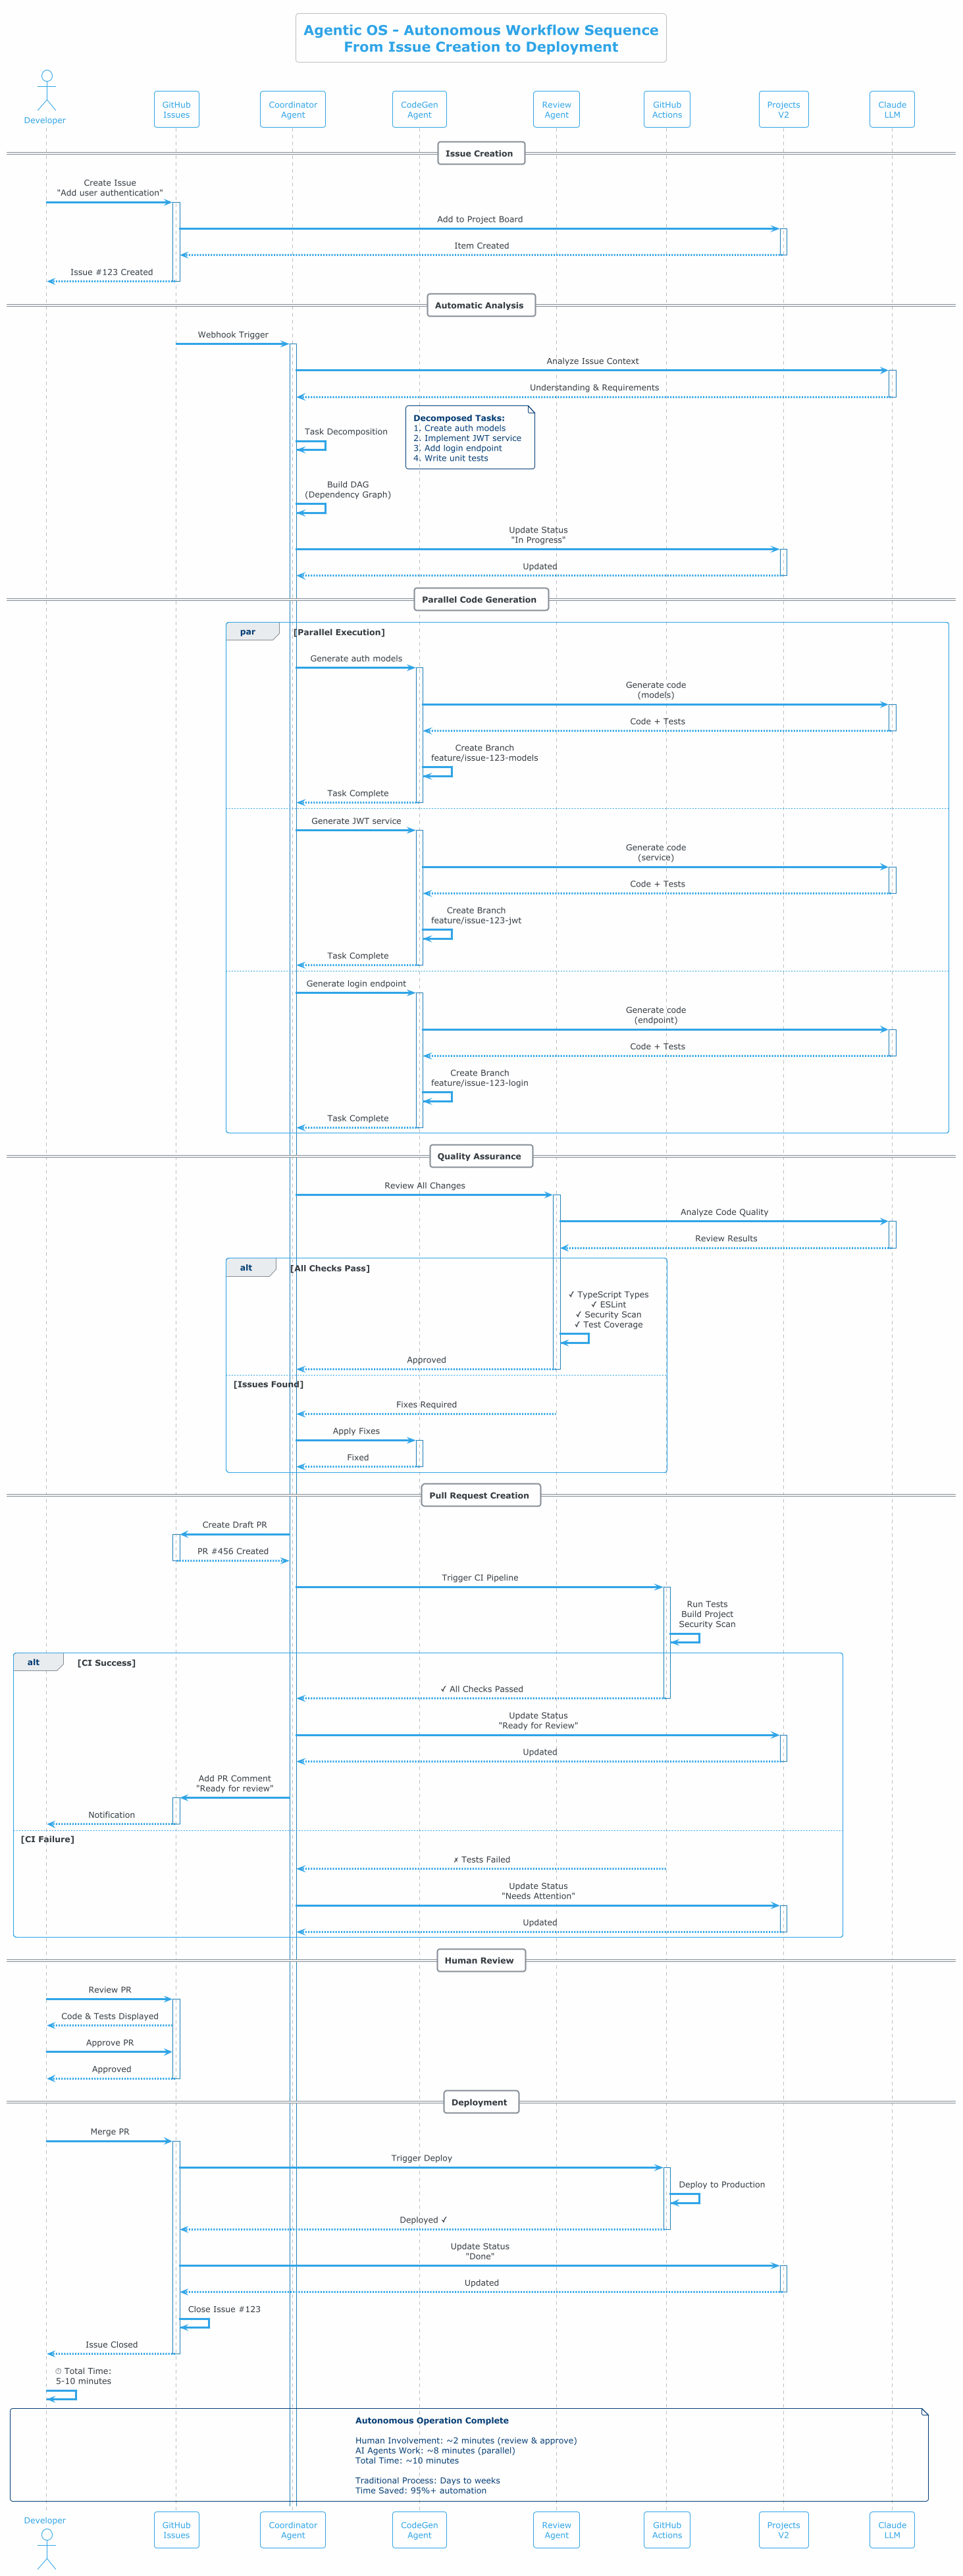 Agentic OS - Autonomous Workflow Sequence
From Issue Creation to Deployment
Developer
GitHub
Issues
Coordinator
Agent
CodeGen
Agent
Review
Agent
GitHub
Actions
Projects
V2
Claude
LLM
Issue Creation
Create Issue
"Add user authentication"
Add to Project Board
Item Created
Issue #123 Created
Automatic Analysis
Webhook Trigger
Analyze Issue Context
Understanding & Requirements
Decomposed Tasks:
1. Create auth models
2. Implement JWT service
3. Add login endpoint
4. Write unit tests
Task Decomposition
Build DAG
(Dependency Graph)
Update Status
"In Progress"
Updated
Parallel Code Generation
par
[Parallel Execution]
Generate auth models
Generate code
(models)
Code + Tests
Create Branch
feature/issue-123-models
Task Complete
Generate JWT service
Generate code
(service)
Code + Tests
Create Branch
feature/issue-123-jwt
Task Complete
Generate login endpoint
Generate code
(endpoint)
Code + Tests
Create Branch
feature/issue-123-login
Task Complete
Quality Assurance
Review All Changes
Analyze Code Quality
Review Results
alt
[All Checks Pass]
✓ TypeScript Types
✓ ESLint
✓ Security Scan
✓ Test Coverage
Approved
[Issues Found]
Fixes Required
Apply Fixes
Fixed
Pull Request Creation
Create Draft PR
PR #456 Created
Trigger CI Pipeline
Run Tests
Build Project
Security Scan
alt
[CI Success]
✓ All Checks Passed
Update Status
"Ready for Review"
Updated
Add PR Comment
"Ready for review"
Notification
[CI Failure]
✗ Tests Failed
Update Status
"Needs Attention"
Updated
Human Review
Review PR
Code & Tests Displayed
Approve PR
Approved
Deployment
Merge PR
Trigger Deploy
Deploy to Production
Deployed ✓
Update Status
"Done"
Updated
Close Issue #123
Issue Closed
⏱ Total Time:
5-10 minutes
Autonomous Operation Complete
Human Involvement: ~2 minutes (review & approve)
AI Agents Work: ~8 minutes (parallel)
Total Time: ~10 minutes
Traditional Process: Days to weeks
Time Saved: 95%+ automation
Developer
GitHub
Issues
Coordinator
Agent
CodeGen
Agent
Review
Agent
GitHub
Actions
Projects
V2
Claude
LLM